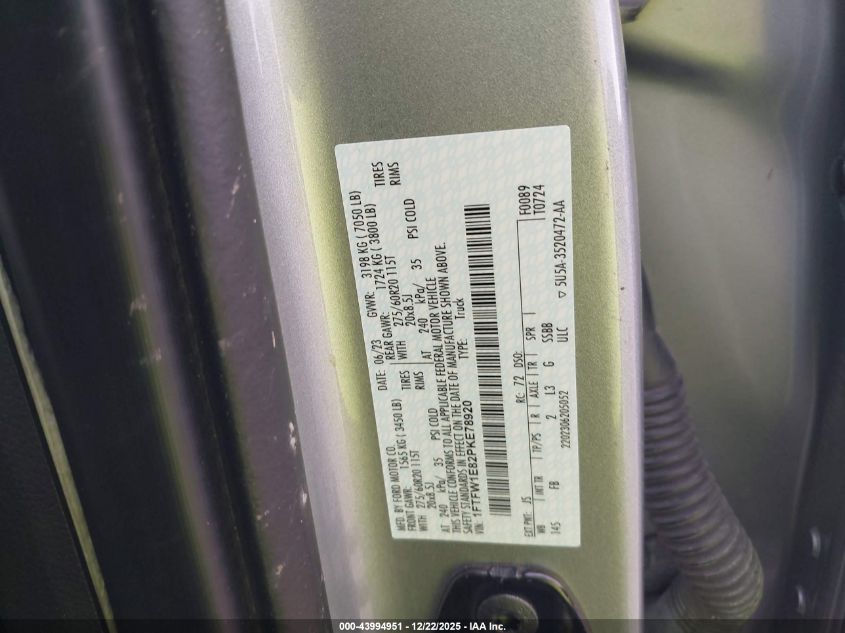 MFD. BY FORD MOTOR CO.
DATE: 06/23 GVWR: 3198 KG ( 7050 LB)
FRONT GAWR: 1565 KG ( 3450 LB) REAR GAWR: 1724 KG ( 3800 LB)
WITH 275/60R20 115T TIRES WITH 275/60R20 115T TIRES
20x8.5J RIMS 20x8.5J RIMS
AT 240 kPa/ 35 PSI COLD AT 240 kPa/ 35 PSI COLD
THIS VEHICLE CONFORMS TO ALL APPLICABLE FEDERAL MOTOR VEHICLE
SAFETY STANDARDS IN EFFECT ON THE DATE OF MANUFACTURE SHOWN ABOVE.
VIN: 1FTFW1E82PKE78920 TYPE: Truck
F0089
T0724
EXT PNT: JS RC: 72 DSO:
WB INT TR TP/PS R AXLE TR SPR
145 FB 2 L3 G SSBB
2202306205052 ULC ▽ 5U5A-3520472-AA
000-43994951 - 12/22/2025 - IAA Inc.